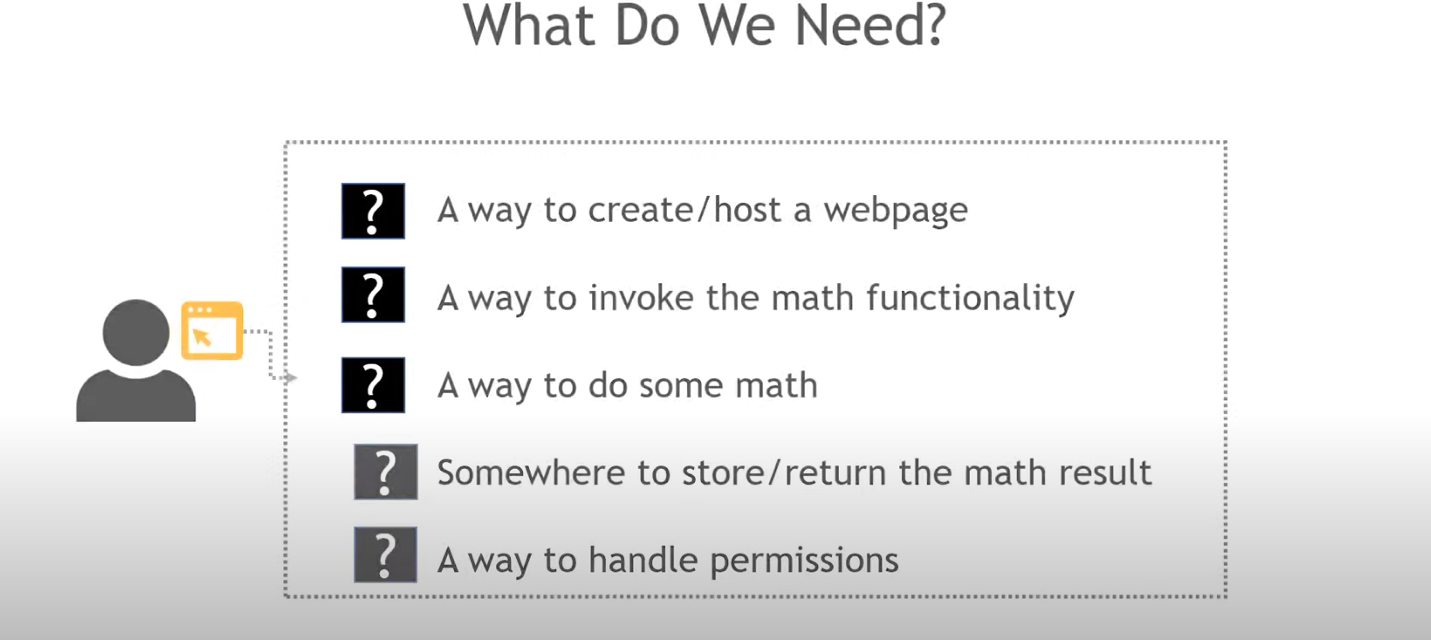 What Do We Need?
? A way to create/host a webpage
? A way to invoke the math functionality
? A way to do some math
? Somewhere to store/return the math result
? A way to handle permissions